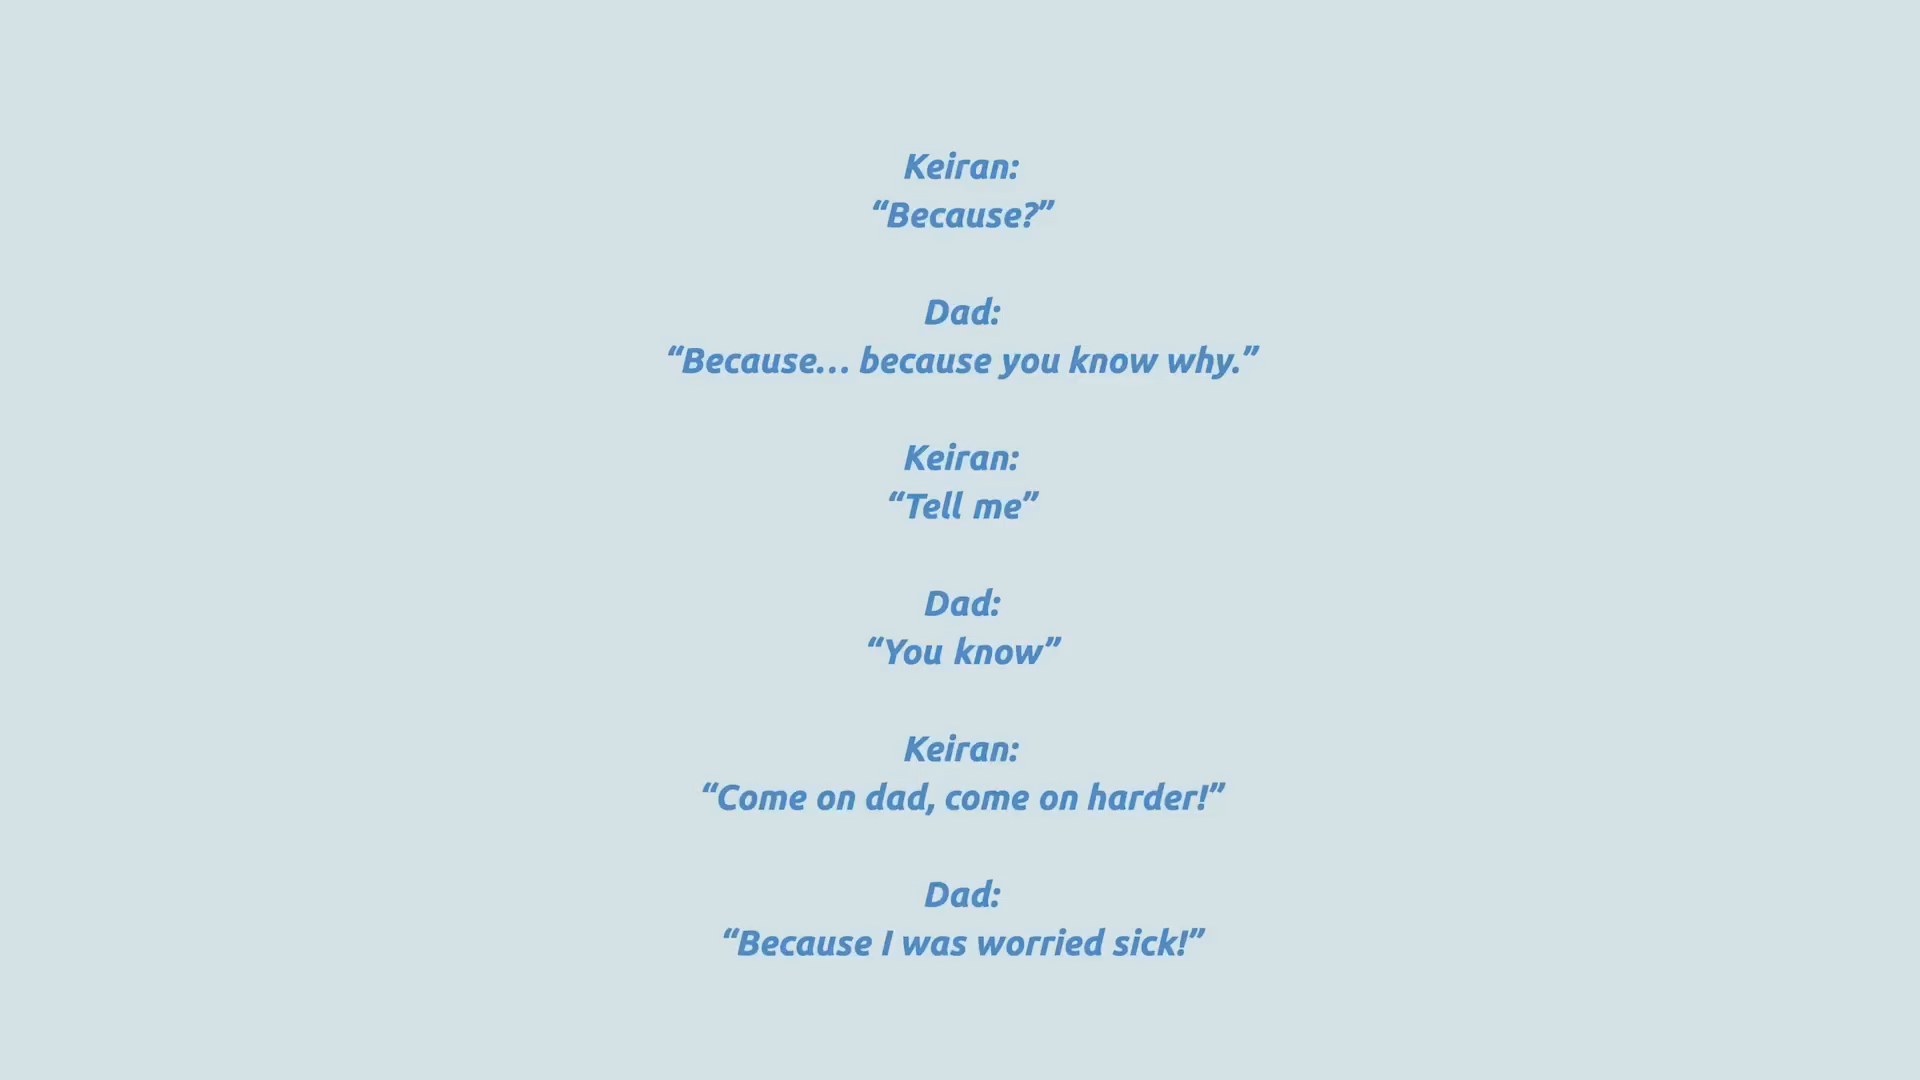 Keiran:
“Because?”
Dad:
“Because... because you know why.”
Keiran:
“Tell me”
Dad:
“You know”
Keiran:
“Come on dad, come on harder!”
Dad:
“Because I was worried sick!”